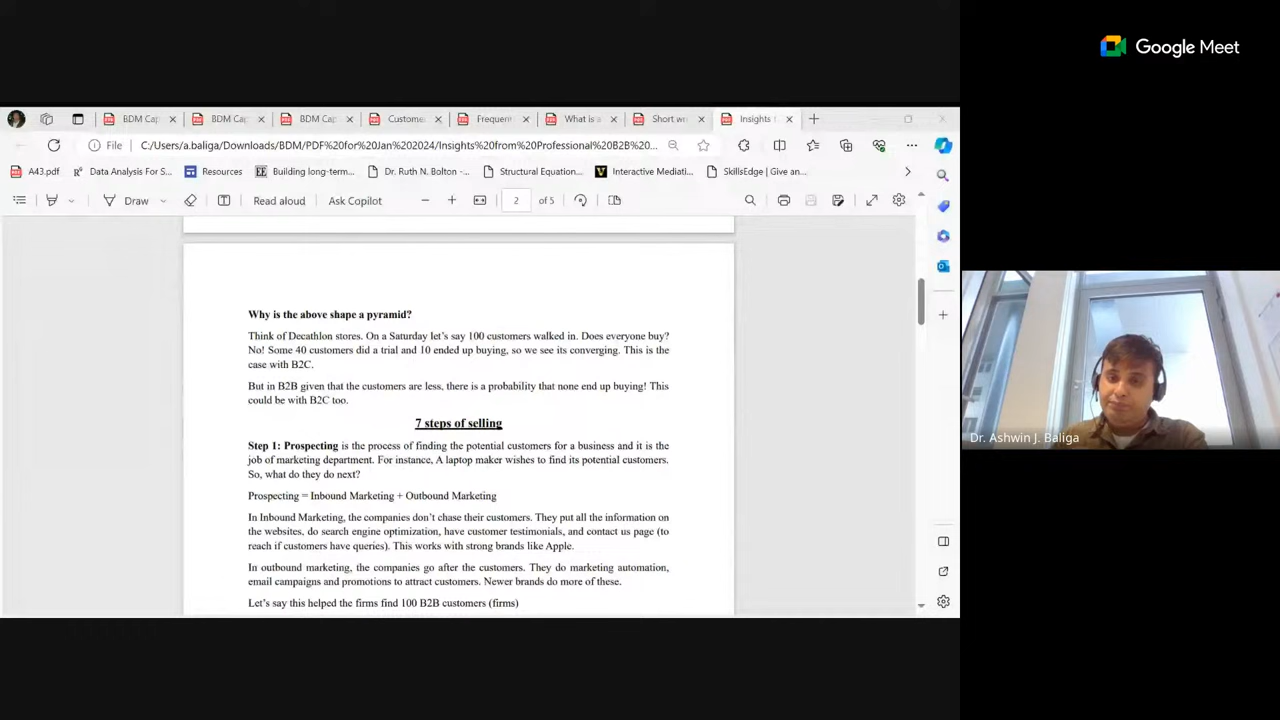 Google Meet
BDM Cap
BDM Cap
BDM Cap
Custome
Frequen
What is a
Short w
Insights
File
C:/Users/a.baliga/Downloads/BDM/PDF%20for%20Jan%202024/Insights%20from%20Professional%20B2B%20...
A43.pdf
Data Analysis For S...
Resources
Building long-term...
Dr. Ruth N. Bolton -...
Structural Equation...
Interactive Mediati...
SkillsEdge | Give an...
Draw
Read aloud
Ask Copilot
2
of 5
Why is the above shape a pyramid?
Think of Decathlon stores. On a Saturday let's say 100 customers walked in. Does everyone buy?
No! Some 40 customers did a trial and 10 ended up buying, so we see its converging. This is the
case with B2C.
But in B2B given that the customers are less, there is a probability that none end up buying! This
could be with B2C too.
7 steps of selling
Step 1: Prospecting is the process of finding the potential customers for a business and it is the
job of marketing department. For instance, A laptop maker wishes to find its potential customers.
So, what do they do next?
Prospecting = Inbound Marketing + Outbound Marketing
In Inbound Marketing, the companies don't chase their customers. They put all the information on
the websites, do search engine optimization, have customer testimonials, and contact us page (to
reach if customers have queries). This works with strong brands like Apple.
In outbound marketing, the companies go after the customers. They do marketing automation,
email campaigns and promotions to attract customers. Newer brands do more of these.
Let's say this helped the firms find 100 B2B customers (firms)
Dr. Ashwin J. Baliga